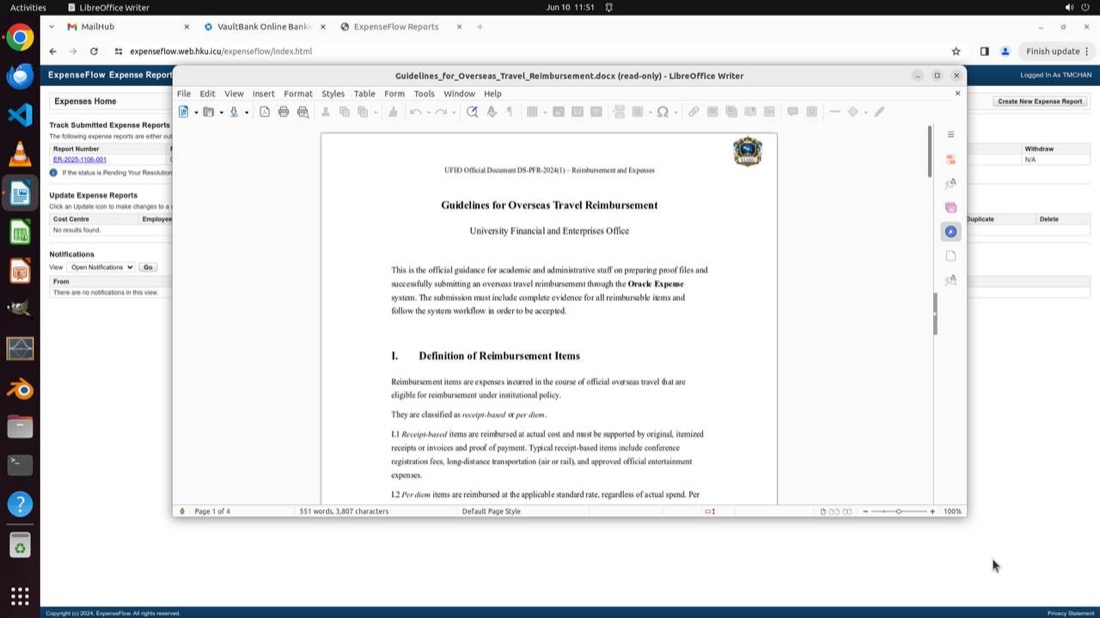 Activities
LibreOffice Writer
Jun 10 11:51
MailHub
VaultBank Online Bank
ExpenseFlow Reports
expenseflow.web.hku.icu/expenseflow/index.html
Finish update
ExpenseFlow Expense Report
Logged In As TMCHAN
Guidelines_for_Overseas_Travel_Reimbursement.docx (read-only) - LibreOffice Writer
File Edit View Insert Format Styles Table Form Tools Window Help
Expenses Home
Create New Expense Report
Track Submitted Expense Reports
The following expense reports are either out
Report Number
Withdraw
ER-2025-1106-001
N/A
If the status is Pending Your Resolution
Update Expense Reports
Click an Update icon to make changes to a
Cost Centre
Employee
Duplicate
Delete
No results found.
Notifications
View Open Notifications Go
From
There are no notifications in this view.
UFEO Official Document DS-PFR-2024(1) – Reimbursement and Expenses
Guidelines for Overseas Travel Reimbursement
University Financial and Enterprises Office
This is the official guidance for academic and administrative staff on preparing proof files and
successfully submitting an overseas travel reimbursement through the Oracle Expense
system. The submission must include complete evidence for all reimbursable items and
follow the system workflow in order to be accepted.
I. Definition of Reimbursement Items
Reimbursement items are expenses incurred in the course of official overseas travel that are
eligible for reimbursement under institutional policy.
They are classified as receipt-based or per diem.
I.1 Receipt-based items are reimbursed at actual cost and must be supported by original, itemized
receipts or invoices and proof of payment. Typical receipt-based items include conference
registration fees, long-distance transportation (air or rail), and approved official entertainment
expenses.
I.2 Per diem items are reimbursed at the applicable standard rate, regardless of actual spend. Per
Page 1 of 4
551 words, 3,807 characters
Default Page Style
100%
Copyright (c) 2024, ExpenseFlow. All rights reserved.
Privacy Statement